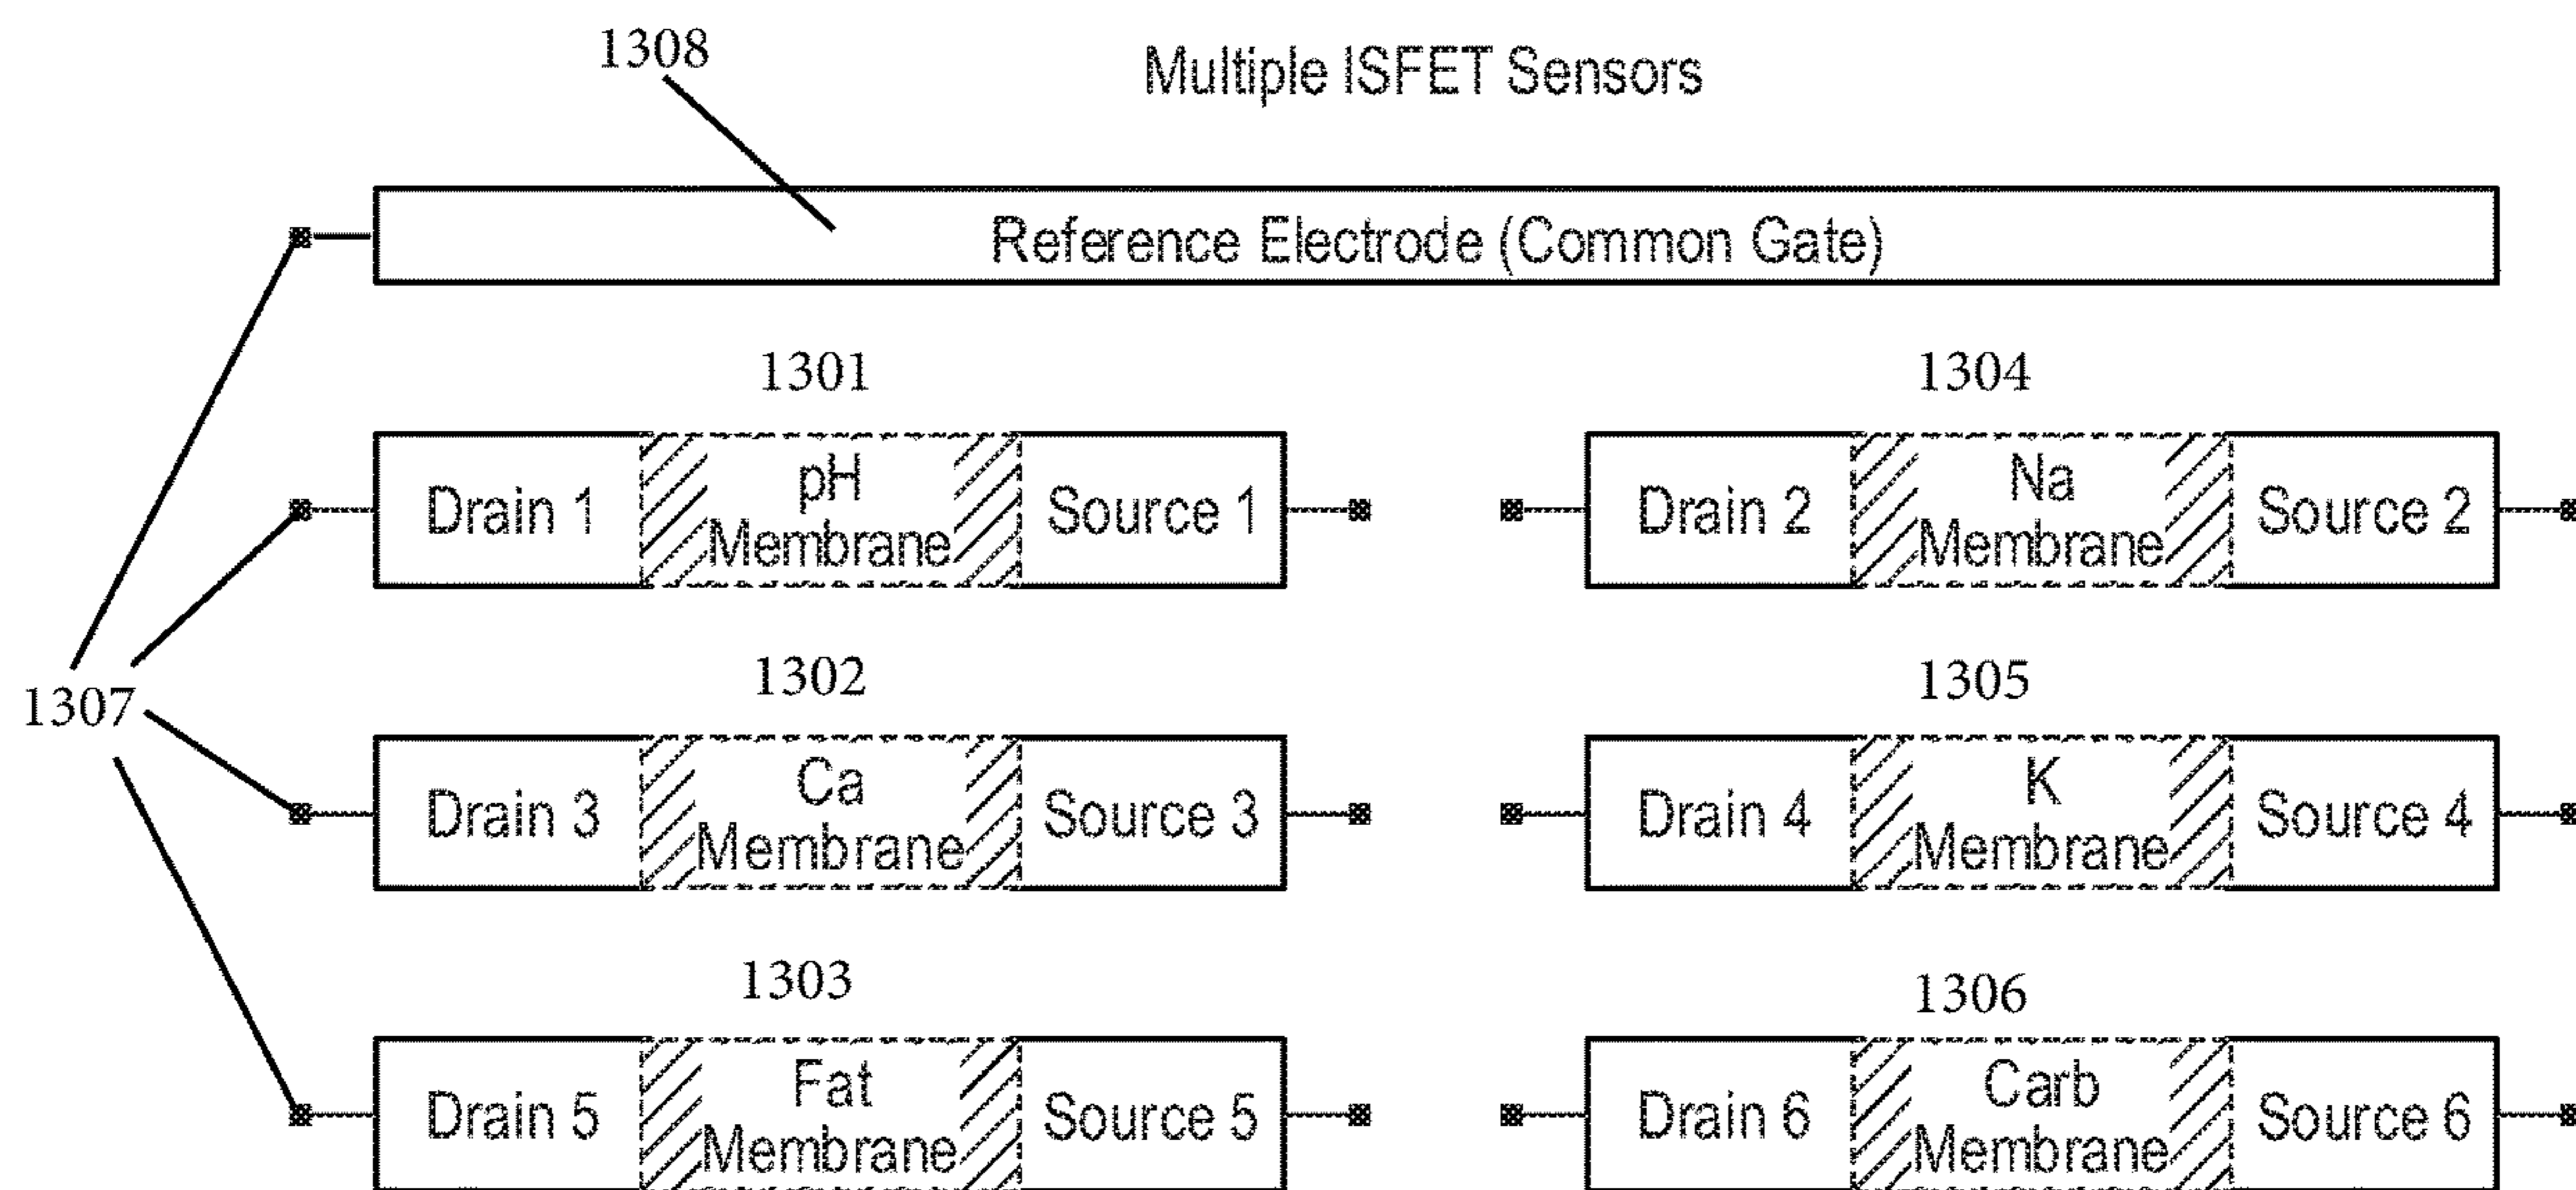 1308
Multiple ISFET Sensors
Reference Electrode (Common Gate)
1301
1304
Drain 1
pH
Membrane
Source 1
Drain 2
Na
Membrane
Source 2
1307
1302
1305
Drain 3
Ca
Membrane
Source 3
Drain 4
K
Membrane
Source 4
1303
1306
Drain 5
Fat
Membrane
Source 5
Drain 6
Carb
Membrane
Source 6